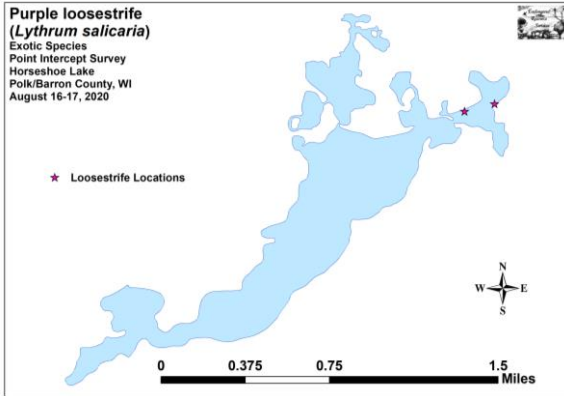 Purple loosestrife
(Lythrum salicaria)
Exotic Species
Point Intercept Survey
Horseshoe Lake
Polk/Barron County, WI
August 16-17, 2020
Loosestrife Locations
N
W E
S
0 0.375 0.75 1.5
Miles